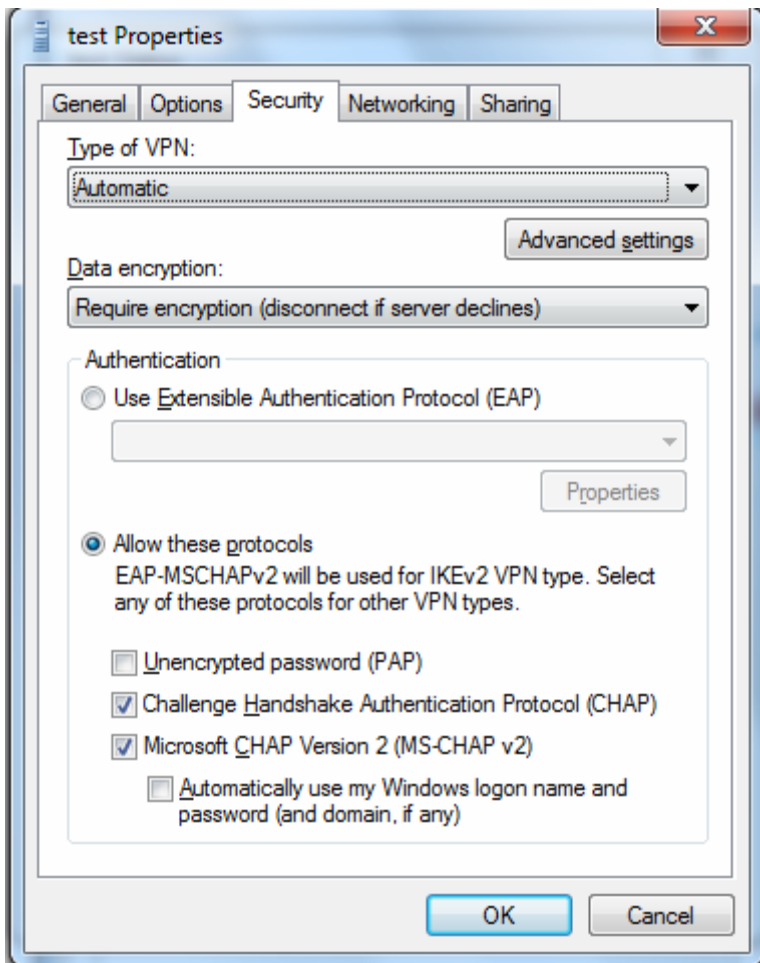 test Properties
General Options Security Networking Sharing
Type of VPN:
Automatic
Advanced settings
Data encryption:
Require encryption (disconnect if server declines)
Authentication
Use Extensible Authentication Protocol (EAP)
Properties
Allow these protocols
EAP-MSCHAPv2 will be used for IKEv2 VPN type. Select
any of these protocols for other VPN types.
Unencrypted password (PAP)
Challenge Handshake Authentication Protocol (CHAP)
Microsoft CHAP Version 2 (MS-CHAP v2)
Automatically use my Windows logon name and
password (and domain, if any)
OK Cancel